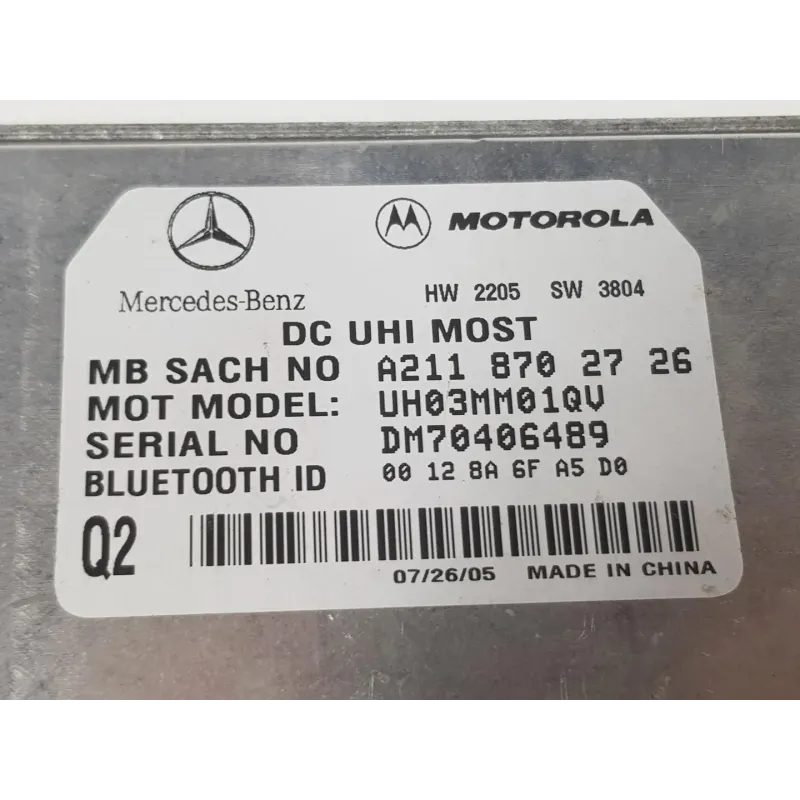 MOTOROLA
Mercedes-Benz
HW 2205 SW 3804
DC UHI MOST
MB SACH NO A211 870 27 26
MOT MODEL: UH03MM01QV
SERIAL NO DM70406489
BLUETOOTH ID 00 12 8A 6F A5 D0
Q2
07/26/05 MADE IN CHINA